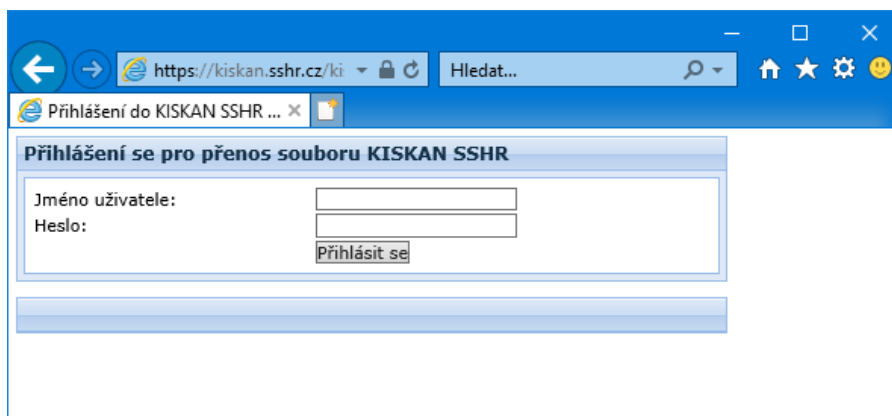 https://kiskan.sshr.cz/ki
Hledat...
Přihlášení do KISKAN SSHR ...
Přihlášení se pro přenos souboru KISKAN SSHR
Jméno uživatele:
Heslo:
Přihlásit se